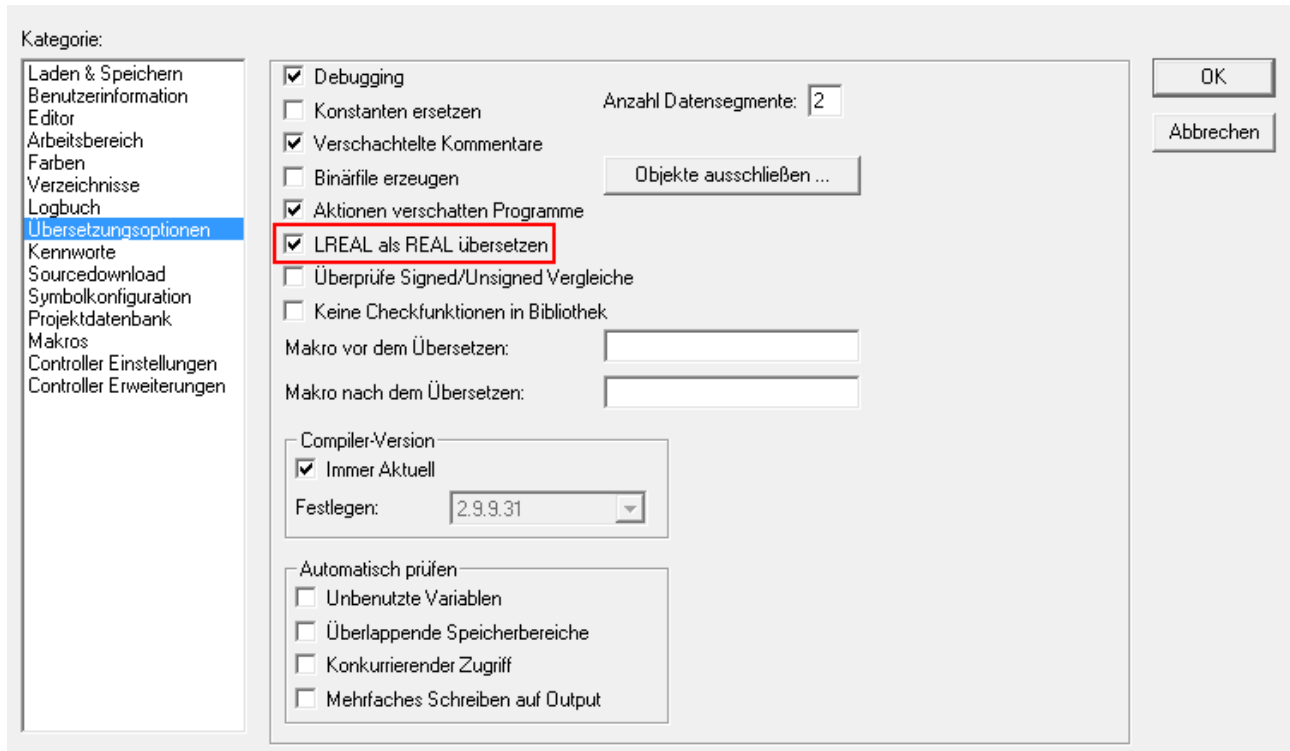 Kategorie:
Laden & Speichern
Benutzerinformation
Editor
Arbeitsbereich
Farben
Verzeichnisse
Logbuch
Übersetzungsoptionen
Kennworte
Sourcedownload
Symbolkonfiguration
Projektdatenbank
Makros
Controller Einstellungen
Controller Erweiterungen
Debugging
Konstanten ersetzen
Verschachtelte Kommentare
Binärfile erzeugen
Aktionen verschatten Programme
LREAL als REAL übersetzen
Überprüfe Signed/Unsigned Vergleiche
Keine Checkfunktionen in Bibliothek
Anzahl Datensegmente: 2
Objekte ausschließen ...
Makro vor dem Übersetzen:
Makro nach dem Übersetzen:
Compiler-Version
Immer Aktuell
Festlegen: 2.9.9.31
Automatisch prüfen
Unbenutzte Variablen
Überlappende Speicherbereiche
Konkurrierender Zugriff
Mehrfaches Schreiben auf Output
OK
Abbrechen